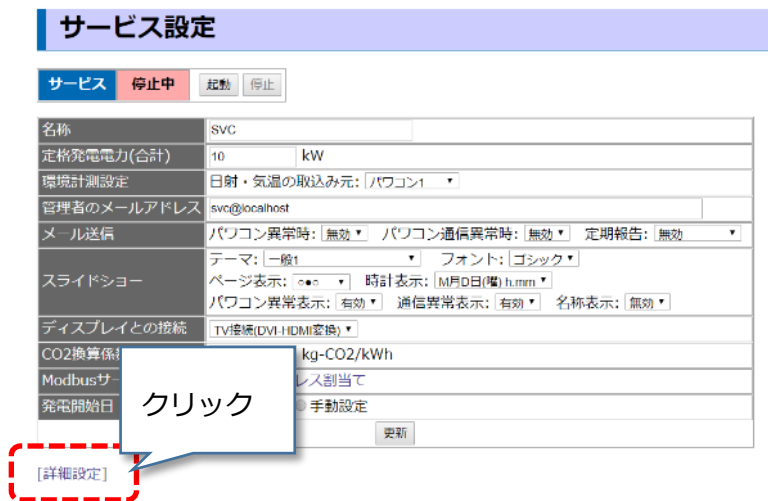 サービス設定
サービス 停止中 起動 停止
名称 SVC
定格発電電力(合計) 10 kW
環境計測設定 日射・気温の取込み元: パワコン1
管理者のメールアドレス svc@localhost
メール送信 パワコン異常時: 無効 パワコン通信異常時: 無効 定期報告: 無効
スライドショー
テーマ: 一般1 フォント: ゴシック
ページ表示: ○●○ 時計表示: M月D日(曜) h:mm
パワコン異常表示: 有効 通信異常表示: 有効 名称表示: 無効
ディスプレイとの接続 TV接続(DVI-HDMI変換)
CO2換算係 kg-CO2/kWh
Modbusサー レス割当て
発電開始日 手動設定
クリック
更新
[詳細設定]